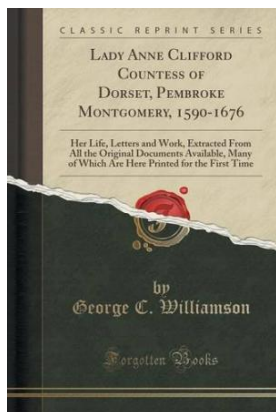 CLASSIC REPRINT SERIES
LADY ANNE CLIFFORD
COUNTESS OF
DORSET, PEMBROKE
MONTGOMERY, 1590-1676
Her Life, Letters and Work, Extracted From
All the Original Documents Available, Many
of Which Are Here Printed for the First Time
by
George C. Williamson
Forgotten Books